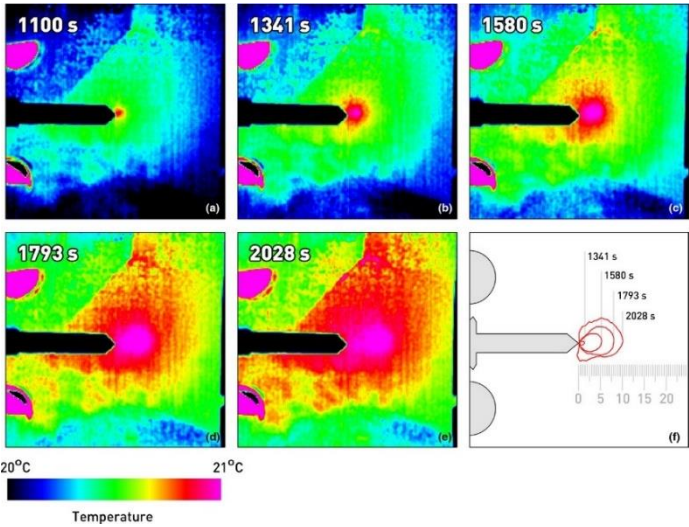 1100 s
(a)
1341 s
(b)
1580 s
(c)
1793 s
(d)
2028 s
(e)
1341 s
1580 s
1793 s
2028 s
0 5 10 15 20
(f)
20°C
21°C
Temperature